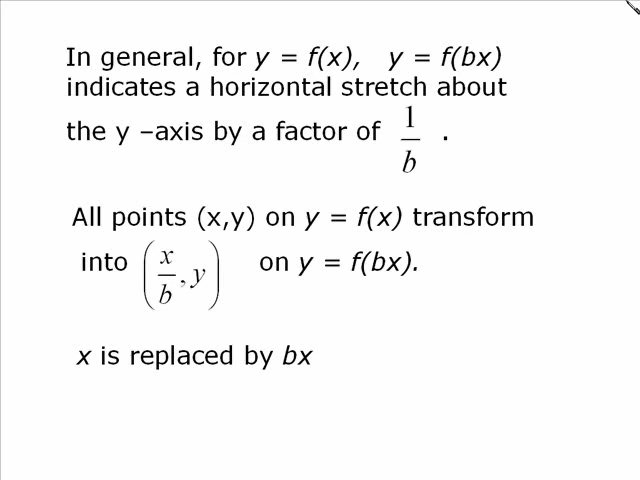 In general, for y = f(x), y = f(bx)
indicates a horizontal stretch about
the y –axis by a factor of 1/b .
All points (x,y) on y = f(x) transform
into (x/b, y) on y = f(bx).
x is replaced by bx